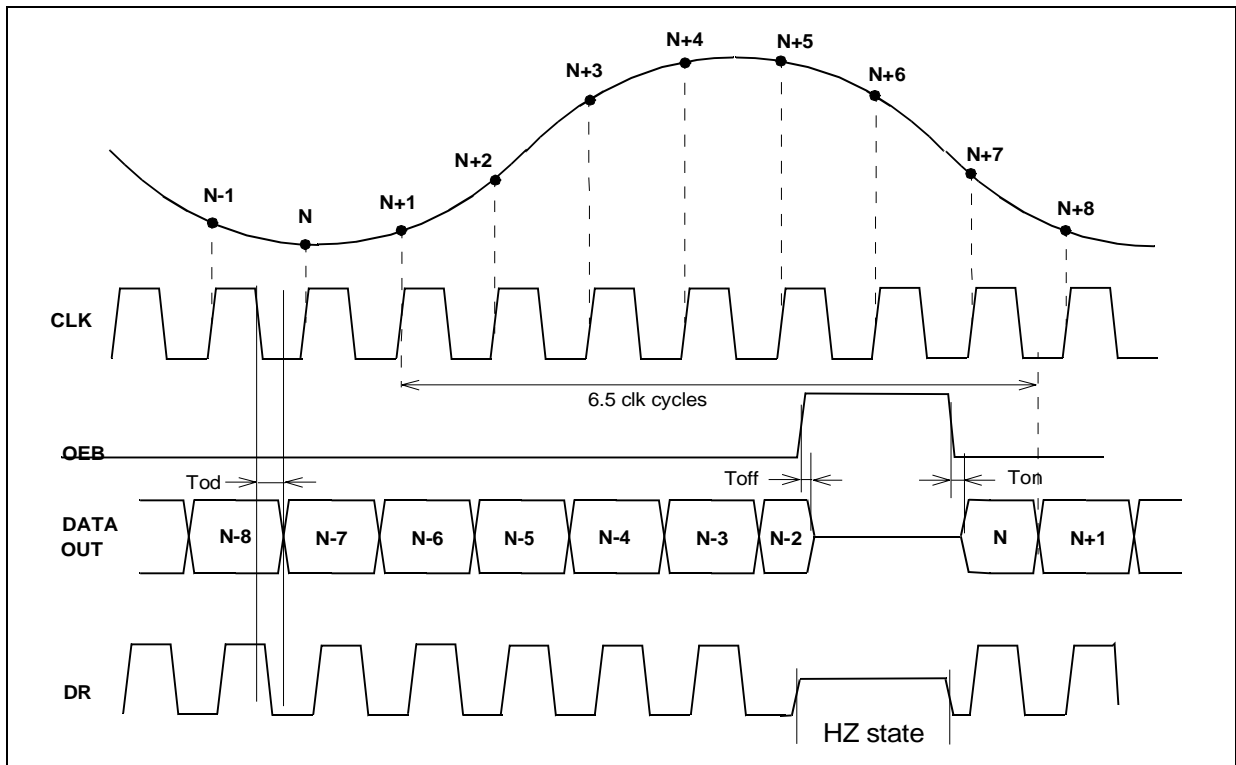 N+4
N+5
N+3
N+6
N+2
N+7
N-1
N
N+1
N+8
CLK
6.5 clk cycles
OEB
Tod
Toff
Ton
DATA
OUT
N-8
N-7
N-6
N-5
N-4
N-3
N-2
N
N+1
DR
HZ state